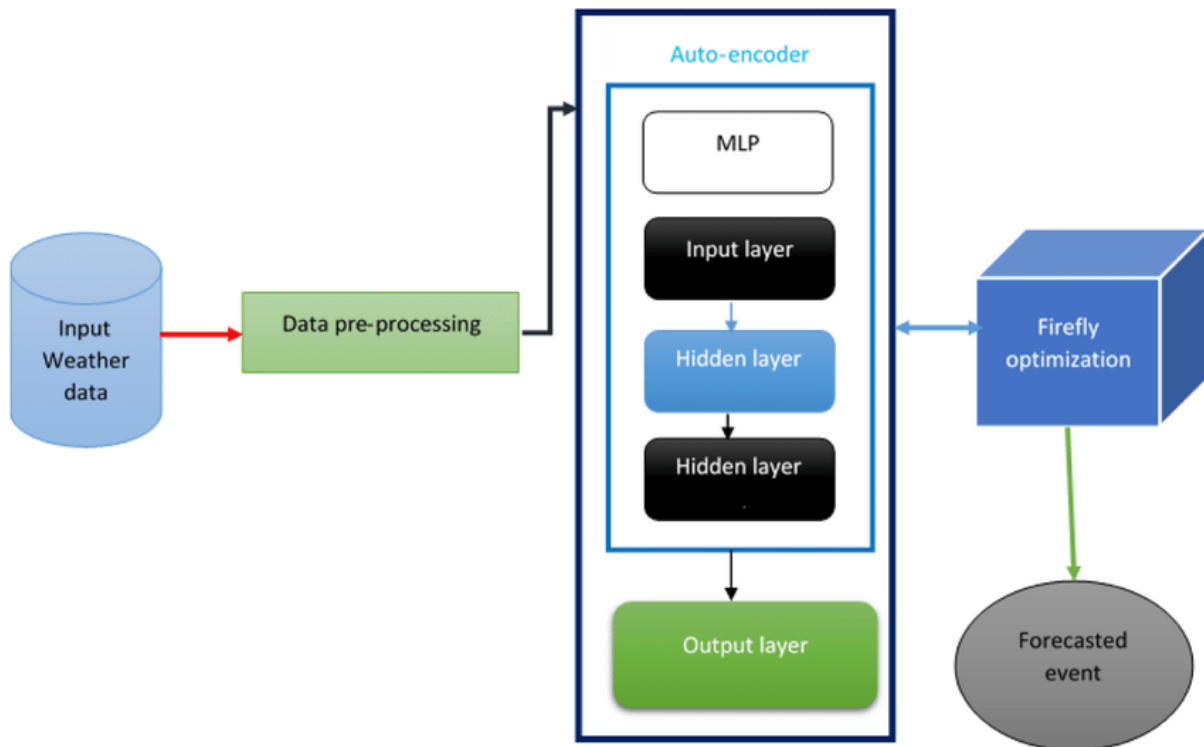 Input
Weather
data
Data pre-processing
Auto-encoder
MLP
Input layer
Hidden layer
Hidden layer
.
Output layer
Firefly
optimization
Forecasted
event